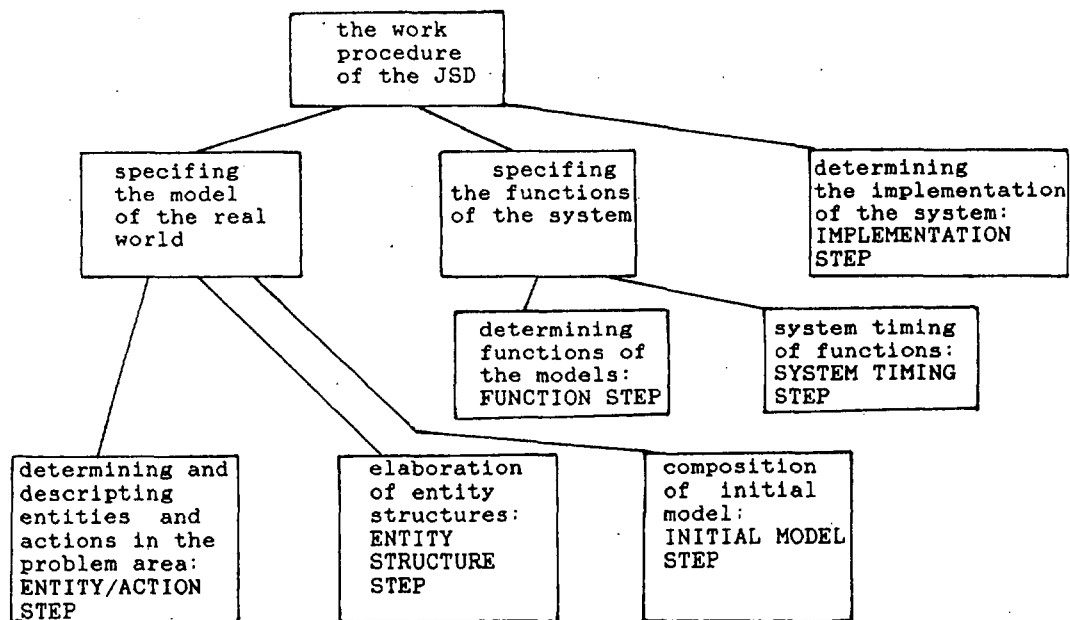 the work
procedure
of the JSD
specifing
the model
of the real
world
specifing
the functions
of the system
determining
the implementation
of the system:
IMPLEMENTATION
STEP
determining
functions of
the models:
FUNCTION STEP
system timing
of functions:
SYSTEM TIMING
STEP
determining and
descripting
entities and
actions in the
problem area:
ENTITY/ACTION
STEP
elaboration
of entity
structures:
ENTITY
STRUCTURE
STEP
composition
of initial
model:
INITIAL MODEL
STEP